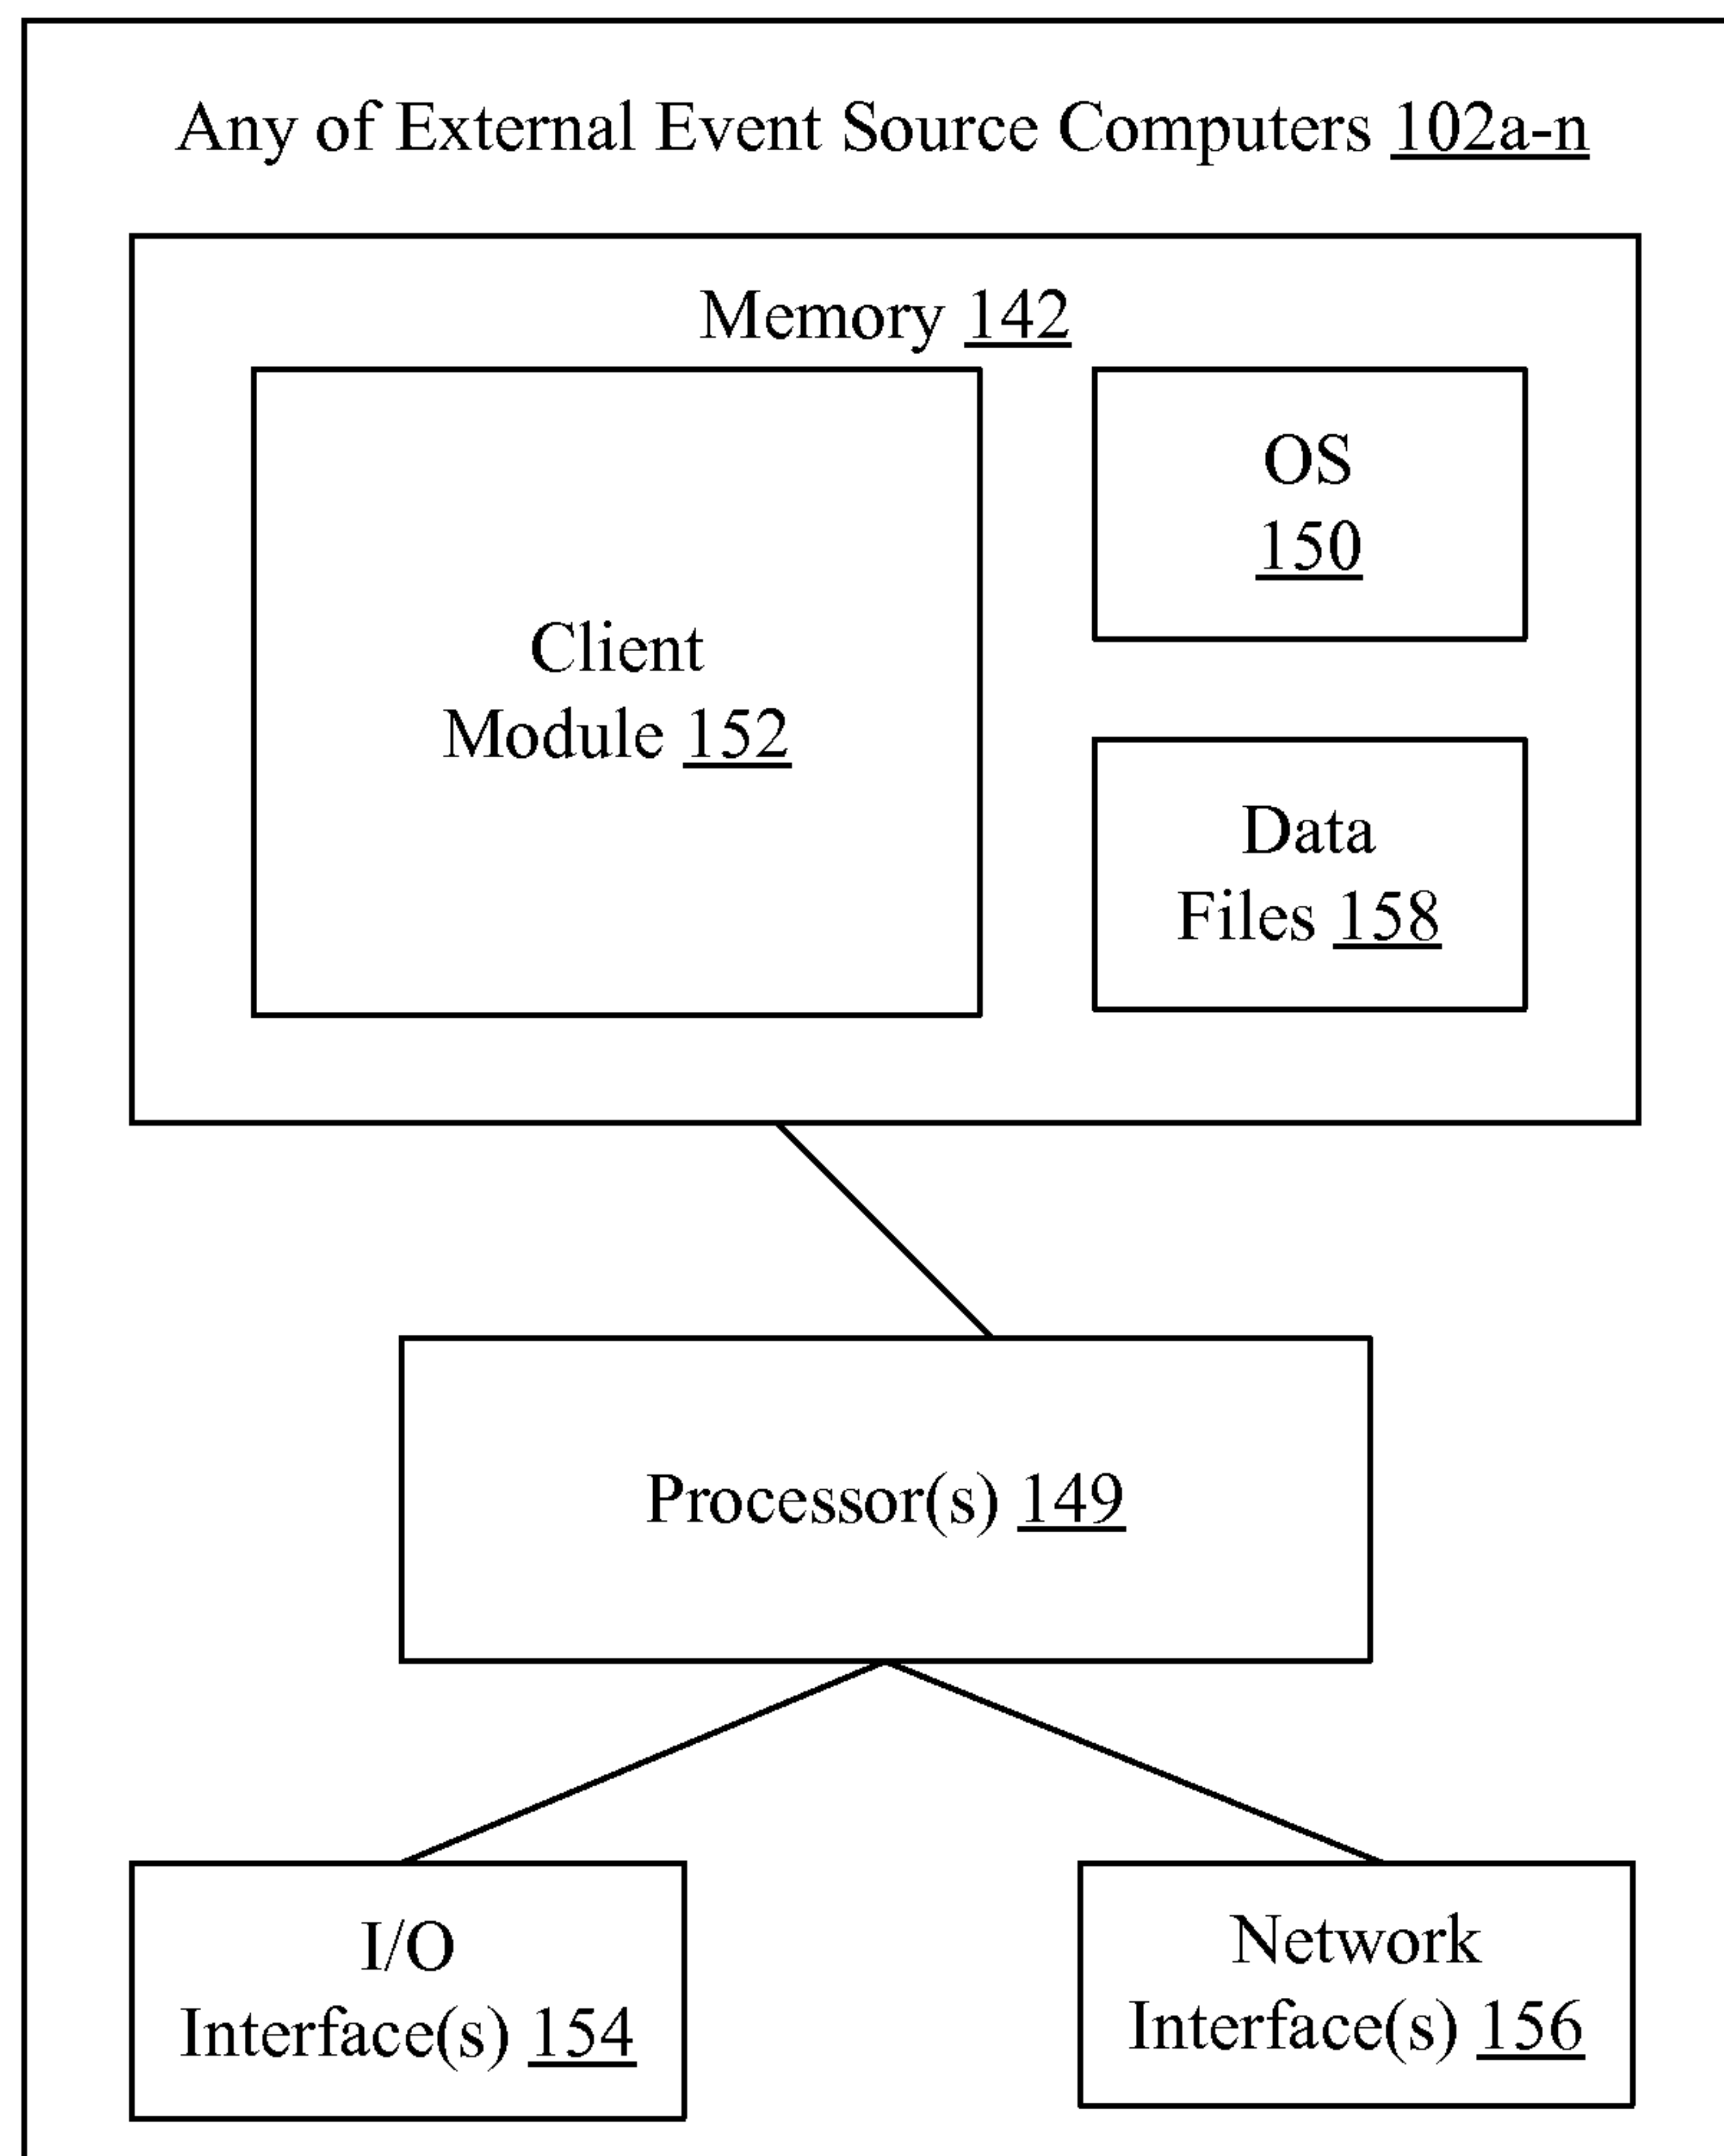 Any of External Event Source Computers 102a-n
Memory 142
Client
Module 152
OS
150
Data
Files 158
Processor(s) 149
I/O
Interface(s) 154
Network
Interface(s) 156